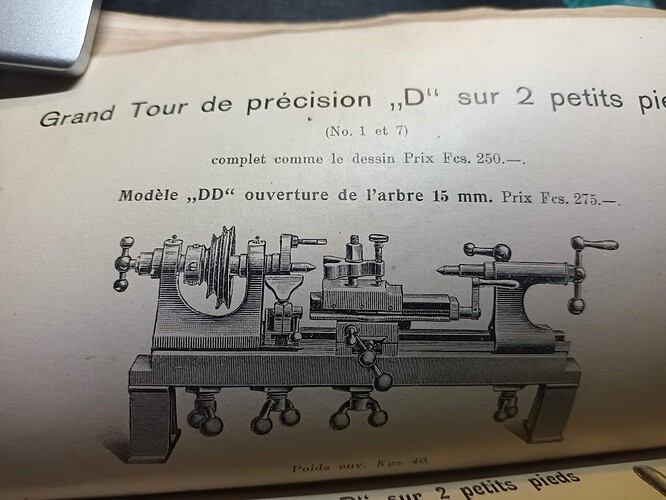 Grand Tour de précision „D“ sur 2 petits
(No. 1 et 7)
complet comme le dessin Prix Fcs. 250.—.
Modèle „DD“ ouverture de l'arbre 15 mm. Prix Fcs. 275.—.
Poids env. Kgs. 40.
„D“ sur 2 petits pieds